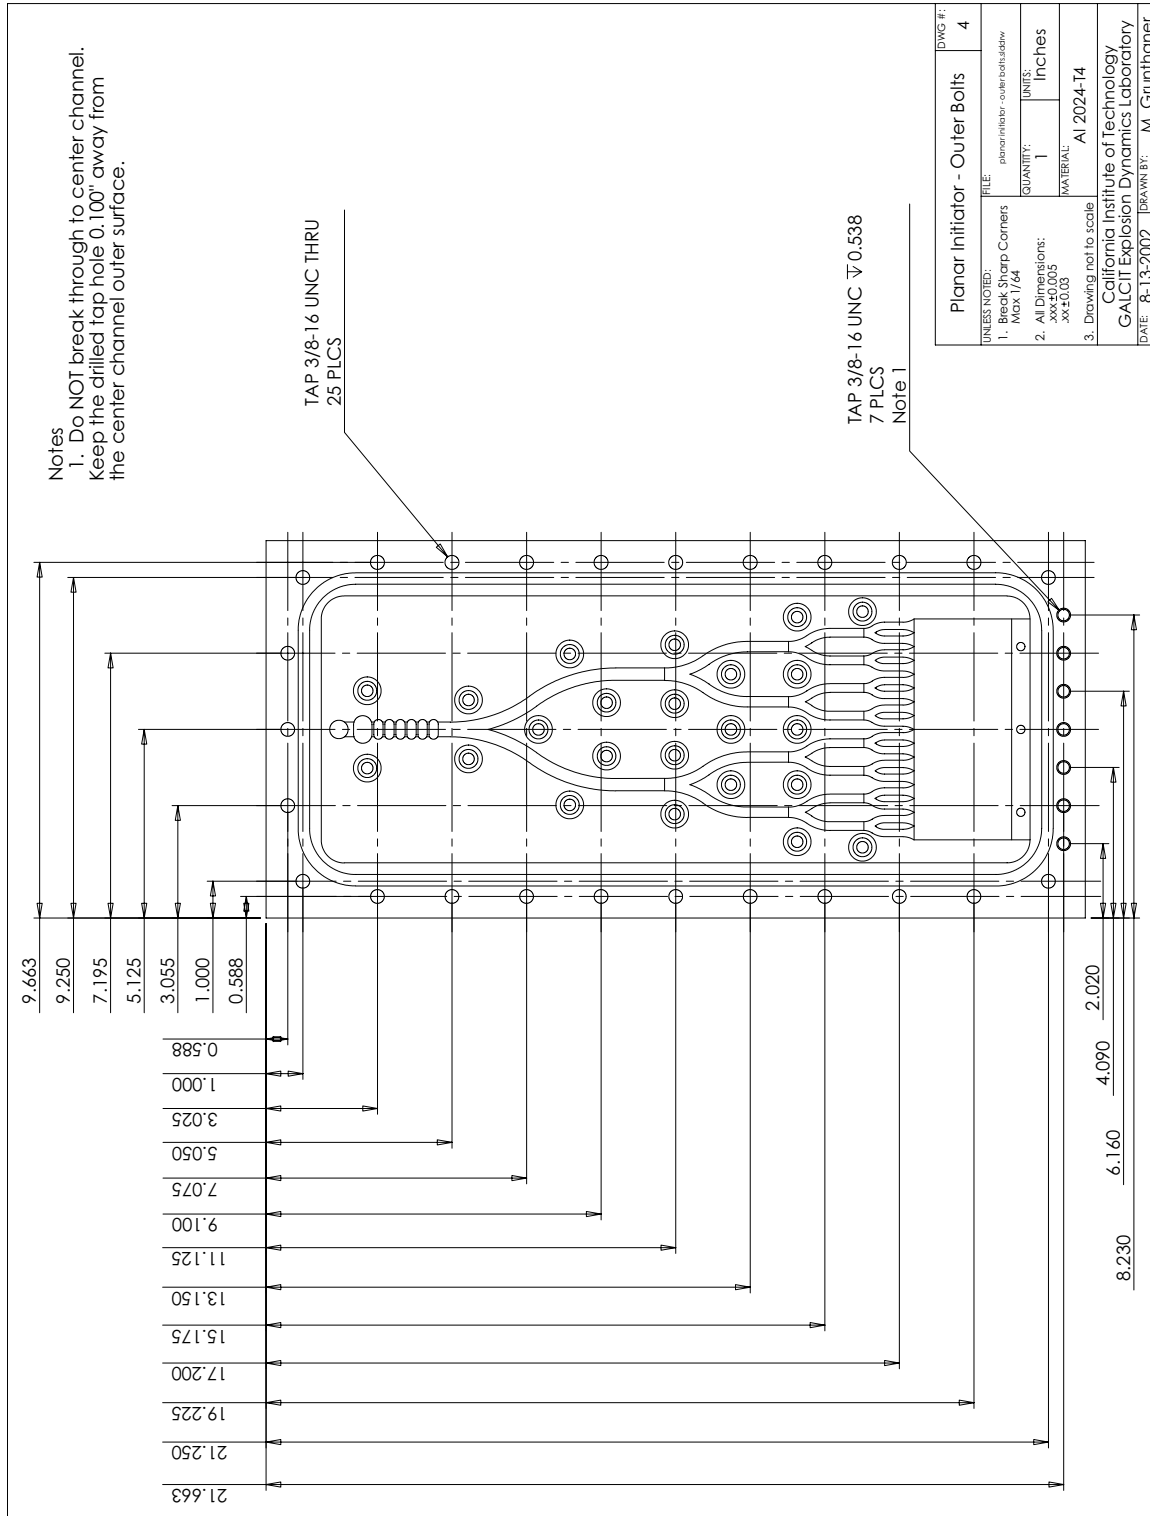 Notes
1. Do NOT break through to center channel.
Keep the drilled tap hole 0.100" away from
the center channel outer surface.
TAP 3/8-16 UNC THRU
25 PLCS
TAP 3/8-16 UNC ↧ 0.538
7 PLCS
Note 1
9.663
9.250
7.195
5.125
3.055
1.000
0.588
0.588
1.000
3.025
5.050
7.075
9.100
11.125
13.150
15.175
17.200
19.225
21.250
21.663
2.020
4.090
6.160
8.230
Planar Initiator - Outer Bolts
DWG #:
4
UNLESS NOTED:
1. Break Sharp Corners
Max 1/64
2. All Dimensions:
.xxx±0.005
.xx±0.03
3. Drawing not to scale
FILE:
planar initiator - outer bolts.slddrw
QUANTITY:
1
UNITS:
Inches
MATERIAL:
Al 2024-T4
California Institute of Technology
GALCIT Explosion Dynamics Laboratory
DATE: 8-13-2002
DRAWN BY: M. Grunthaner